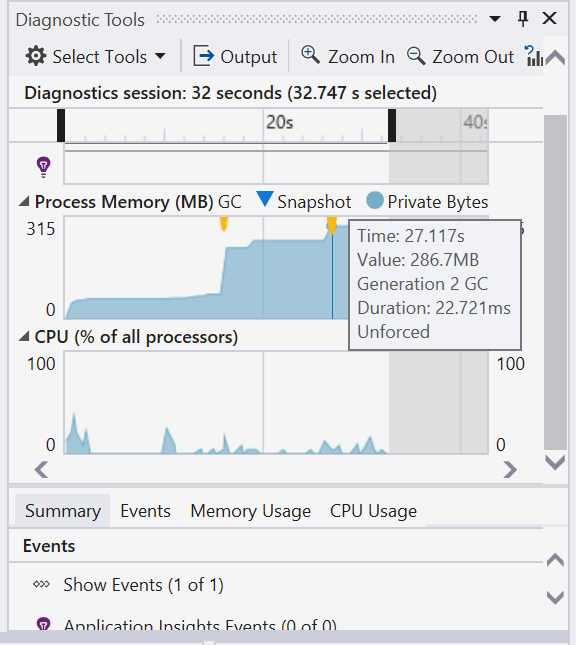 Diagnostic Tools
Select Tools Output Zoom In Zoom Out
Diagnostics session: 32 seconds (32.747 s selected)
20s 40s
Process Memory (MB) GC Snapshot Private Bytes
315 5
Time: 27.117s
Value: 286.7MB
Generation 2 GC
Duration: 22.721ms
Unforced
0
CPU (% of all processors)
100 100
0 0
Summary Events Memory Usage CPU Usage
Events
Show Events (1 of 1)
Application Insights Events (0 of 0)